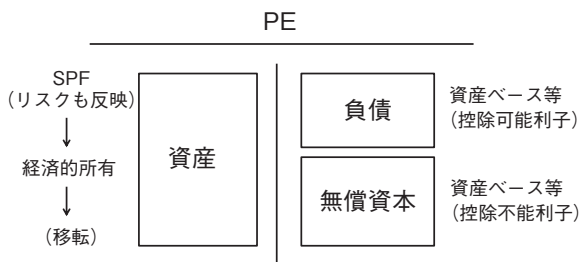 PE
SPF
（リスクも反映）
経済的所有
（移転）
資産
負債
無償資本
資産ベース等
（控除可能利子）
資産ベース等
（控除不能利子）